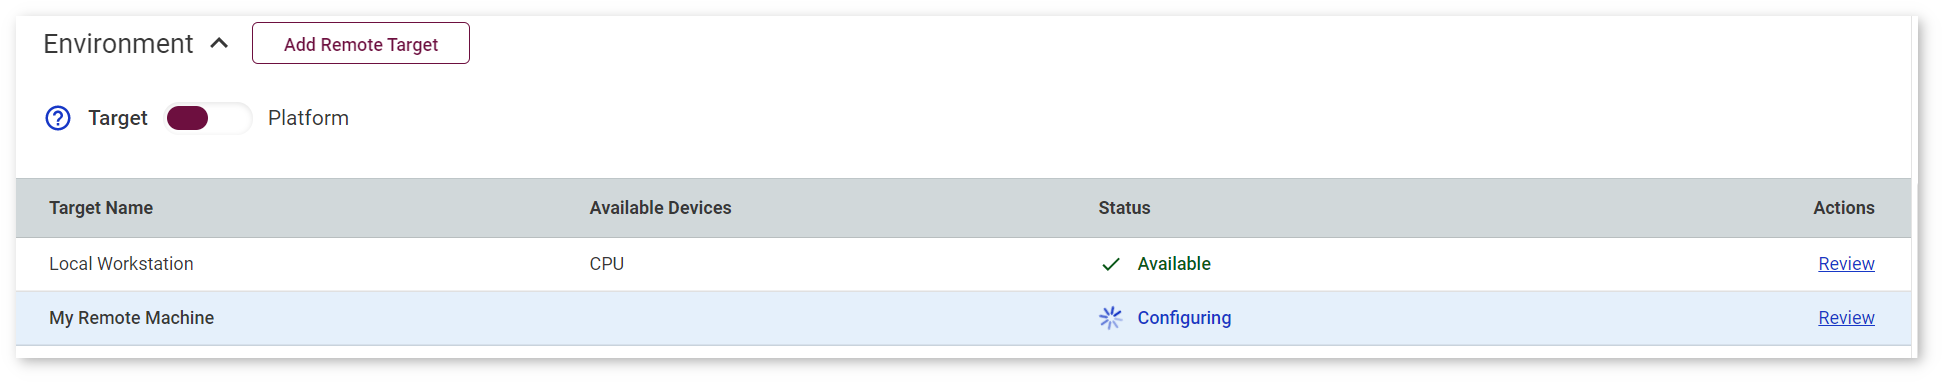 Environment Add Remote Target
? Target Platform
Target Name Available Devices Status Actions
Local Workstation CPU Available Review
My Remote Machine Configuring Review